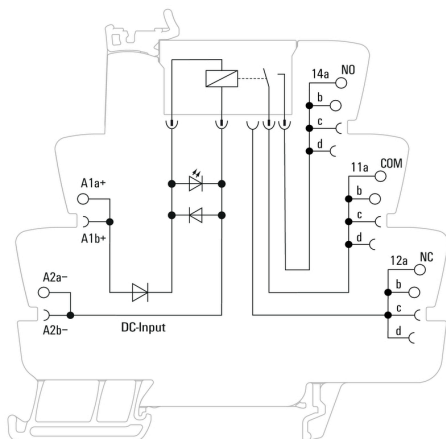 14a NO
b
c
d
11a COM
b
c
d
12a NC
b
c
d
A1a+
A1b+
A2a−
A2b−
DC-Input